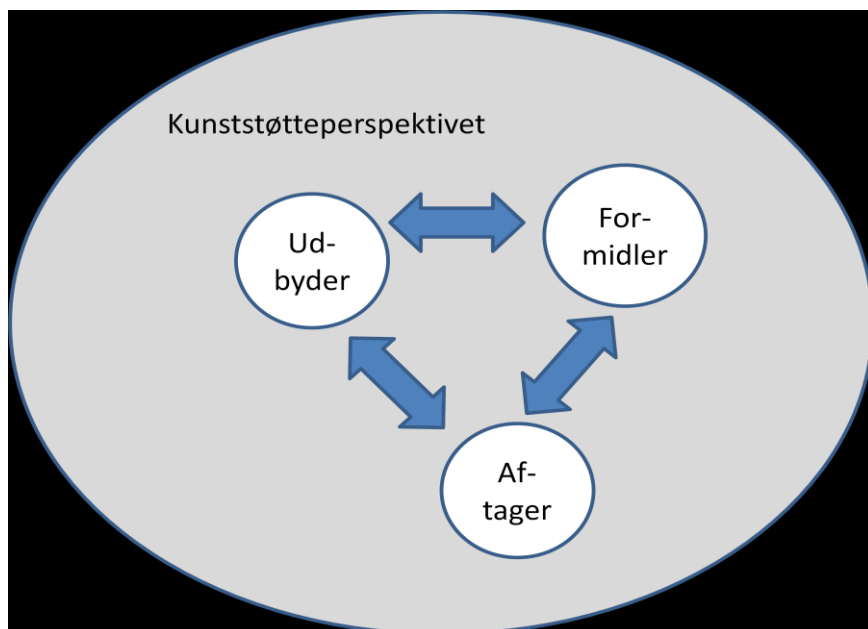 Kunststøtteperspektivet
Ud-
byder
For-
midler
Af-
tager